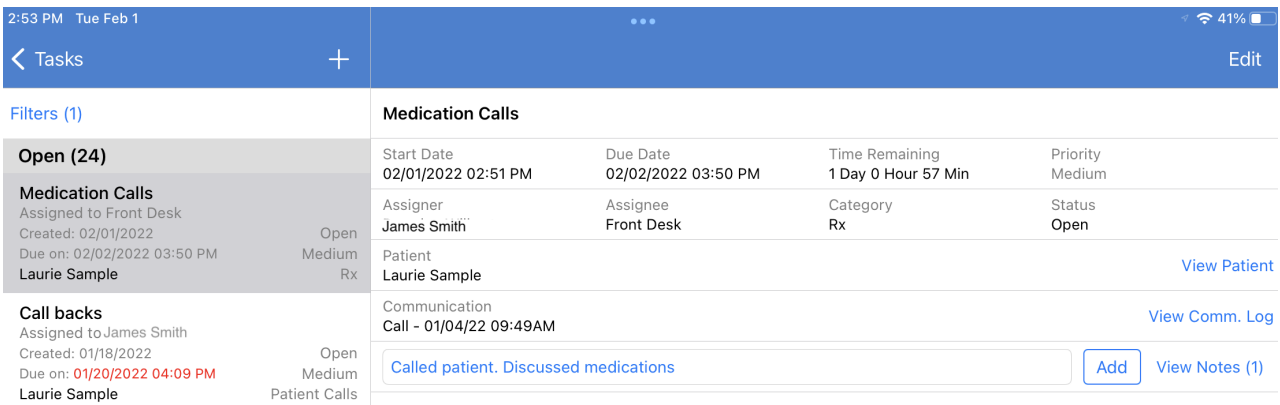 2:53 PM Tue Feb 1
41%
Tasks
Edit
Filters (1)
Open (24)
Medication Calls
Assigned to Front Desk
Created: 02/01/2022 Open
Due on: 02/02/2022 03:50 PM Medium
Laurie Sample Rx
Call backs
Assigned to James Smith
Created: 01/18/2022 Open
Due on: 01/20/2022 04:09 PM Medium
Laurie Sample Patient Calls
Medication Calls
Start Date Due Date Time Remaining Priority
02/01/2022 02:51 PM 02/02/2022 03:50 PM 1 Day 0 Hour 57 Min Medium
Assigner Assignee Category Status
James Smith Front Desk Rx Open
Patient
Laurie Sample View Patient
Communication
Call - 01/04/22 09:49AM View Comm. Log
Called patient. Discussed medications Add View Notes (1)